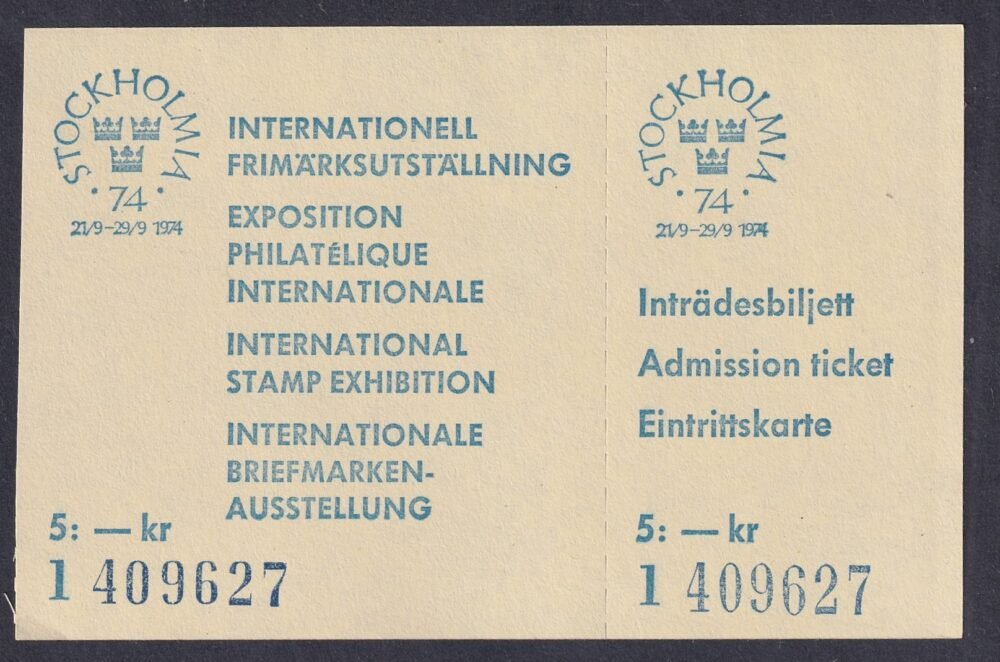 STOCKHOLMIA
· 74 ·
21/9–29/9 1974
INTERNATIONELL
FRIMÄRKSUTSTÄLLNING
EXPOSITION
PHILATÉLIQUE
INTERNATIONALE
INTERNATIONAL
STAMP EXHIBITION
INTERNATIONALE
BRIEFMARKEN-
AUSSTELLUNG
5: — kr
1 409627
STOCKHOLMIA
· 74 ·
21/9–29/9 1974
Inträdesbiljett
Admission ticket
Eintrittskarte
5: — kr
1 409627